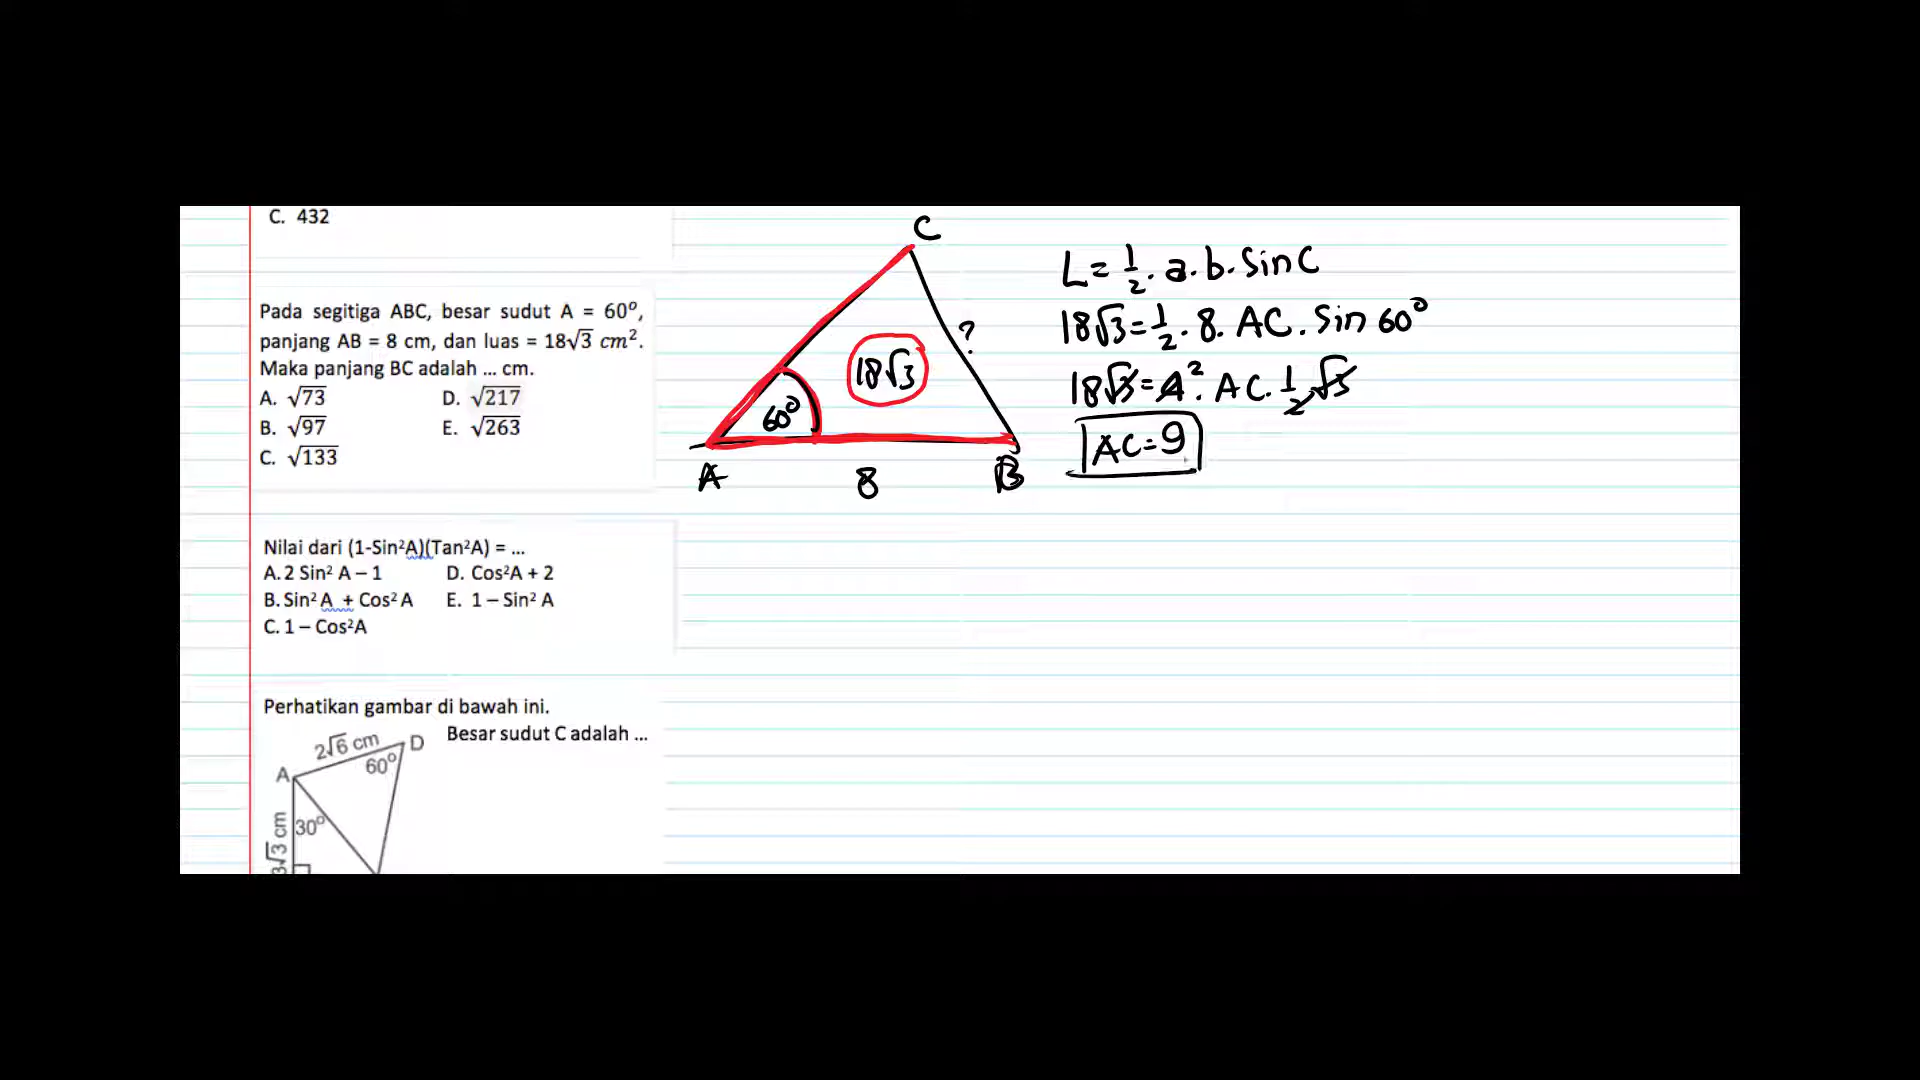 C. 432
Pada segitiga ABC, besar sudut A = 60°,
panjang AB = 8 cm, dan luas = 18√3 cm².
Maka panjang BC adalah ... cm.
A. √73 D. √217
B. √97 E. √263
C. √133
C
?
18√3
60°
A 8 B
L = 1/2 . a . b . Sin C
18√3 = 1/2 . 8 . AC . Sin 60°
18√3 = 4² . AC . 1/2 √3
AC = 9
Nilai dari (1-Sin²A)(Tan²A) = ...
A. 2 Sin² A – 1 D. Cos²A + 2
B. Sin² A + Cos² A E. 1 – Sin² A
C. 1 – Cos²A
Perhatikan gambar di bawah ini.
Besar sudut C adalah ...
2√6 cm D
60°
A
30°
3√3 cm